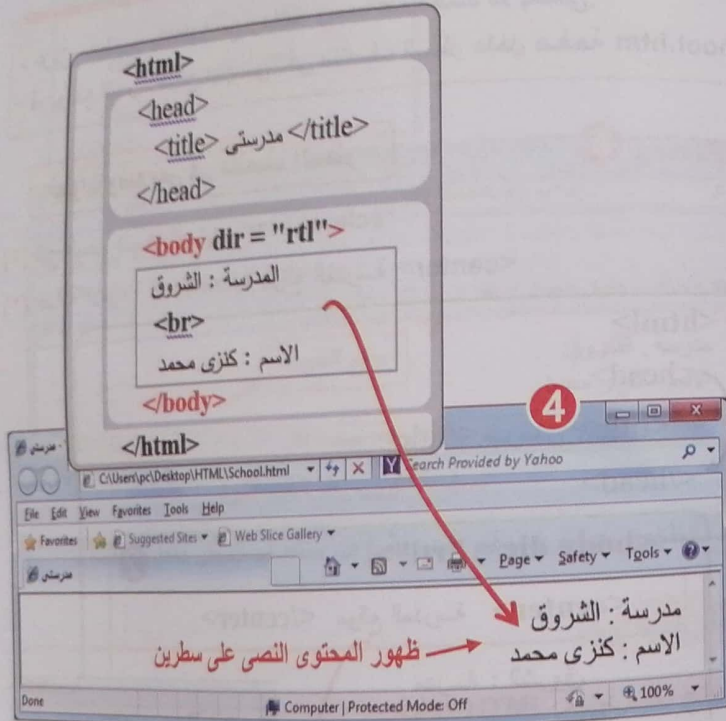 <html>
<head>
<title> مدرستى </title>
</head>
<body dir = "rtl">
المدرسة : الشروق
<br>
الاسم : كنزى محمد
</body>
</html>
4
مدرستي
C:\Users\pc\Desktop\HTML\School.html
Search Provided by Yahoo
File Edit View Favorites Tools Help
Favorites Suggested Sites Web Slice Gallery
مدرستي
Page Safety Tools
مدرسة : الشروق
الاسم : كنزى محمد
ظهور المحتوى النصى على سطرين
Done
Computer | Protected Mode: Off
100%